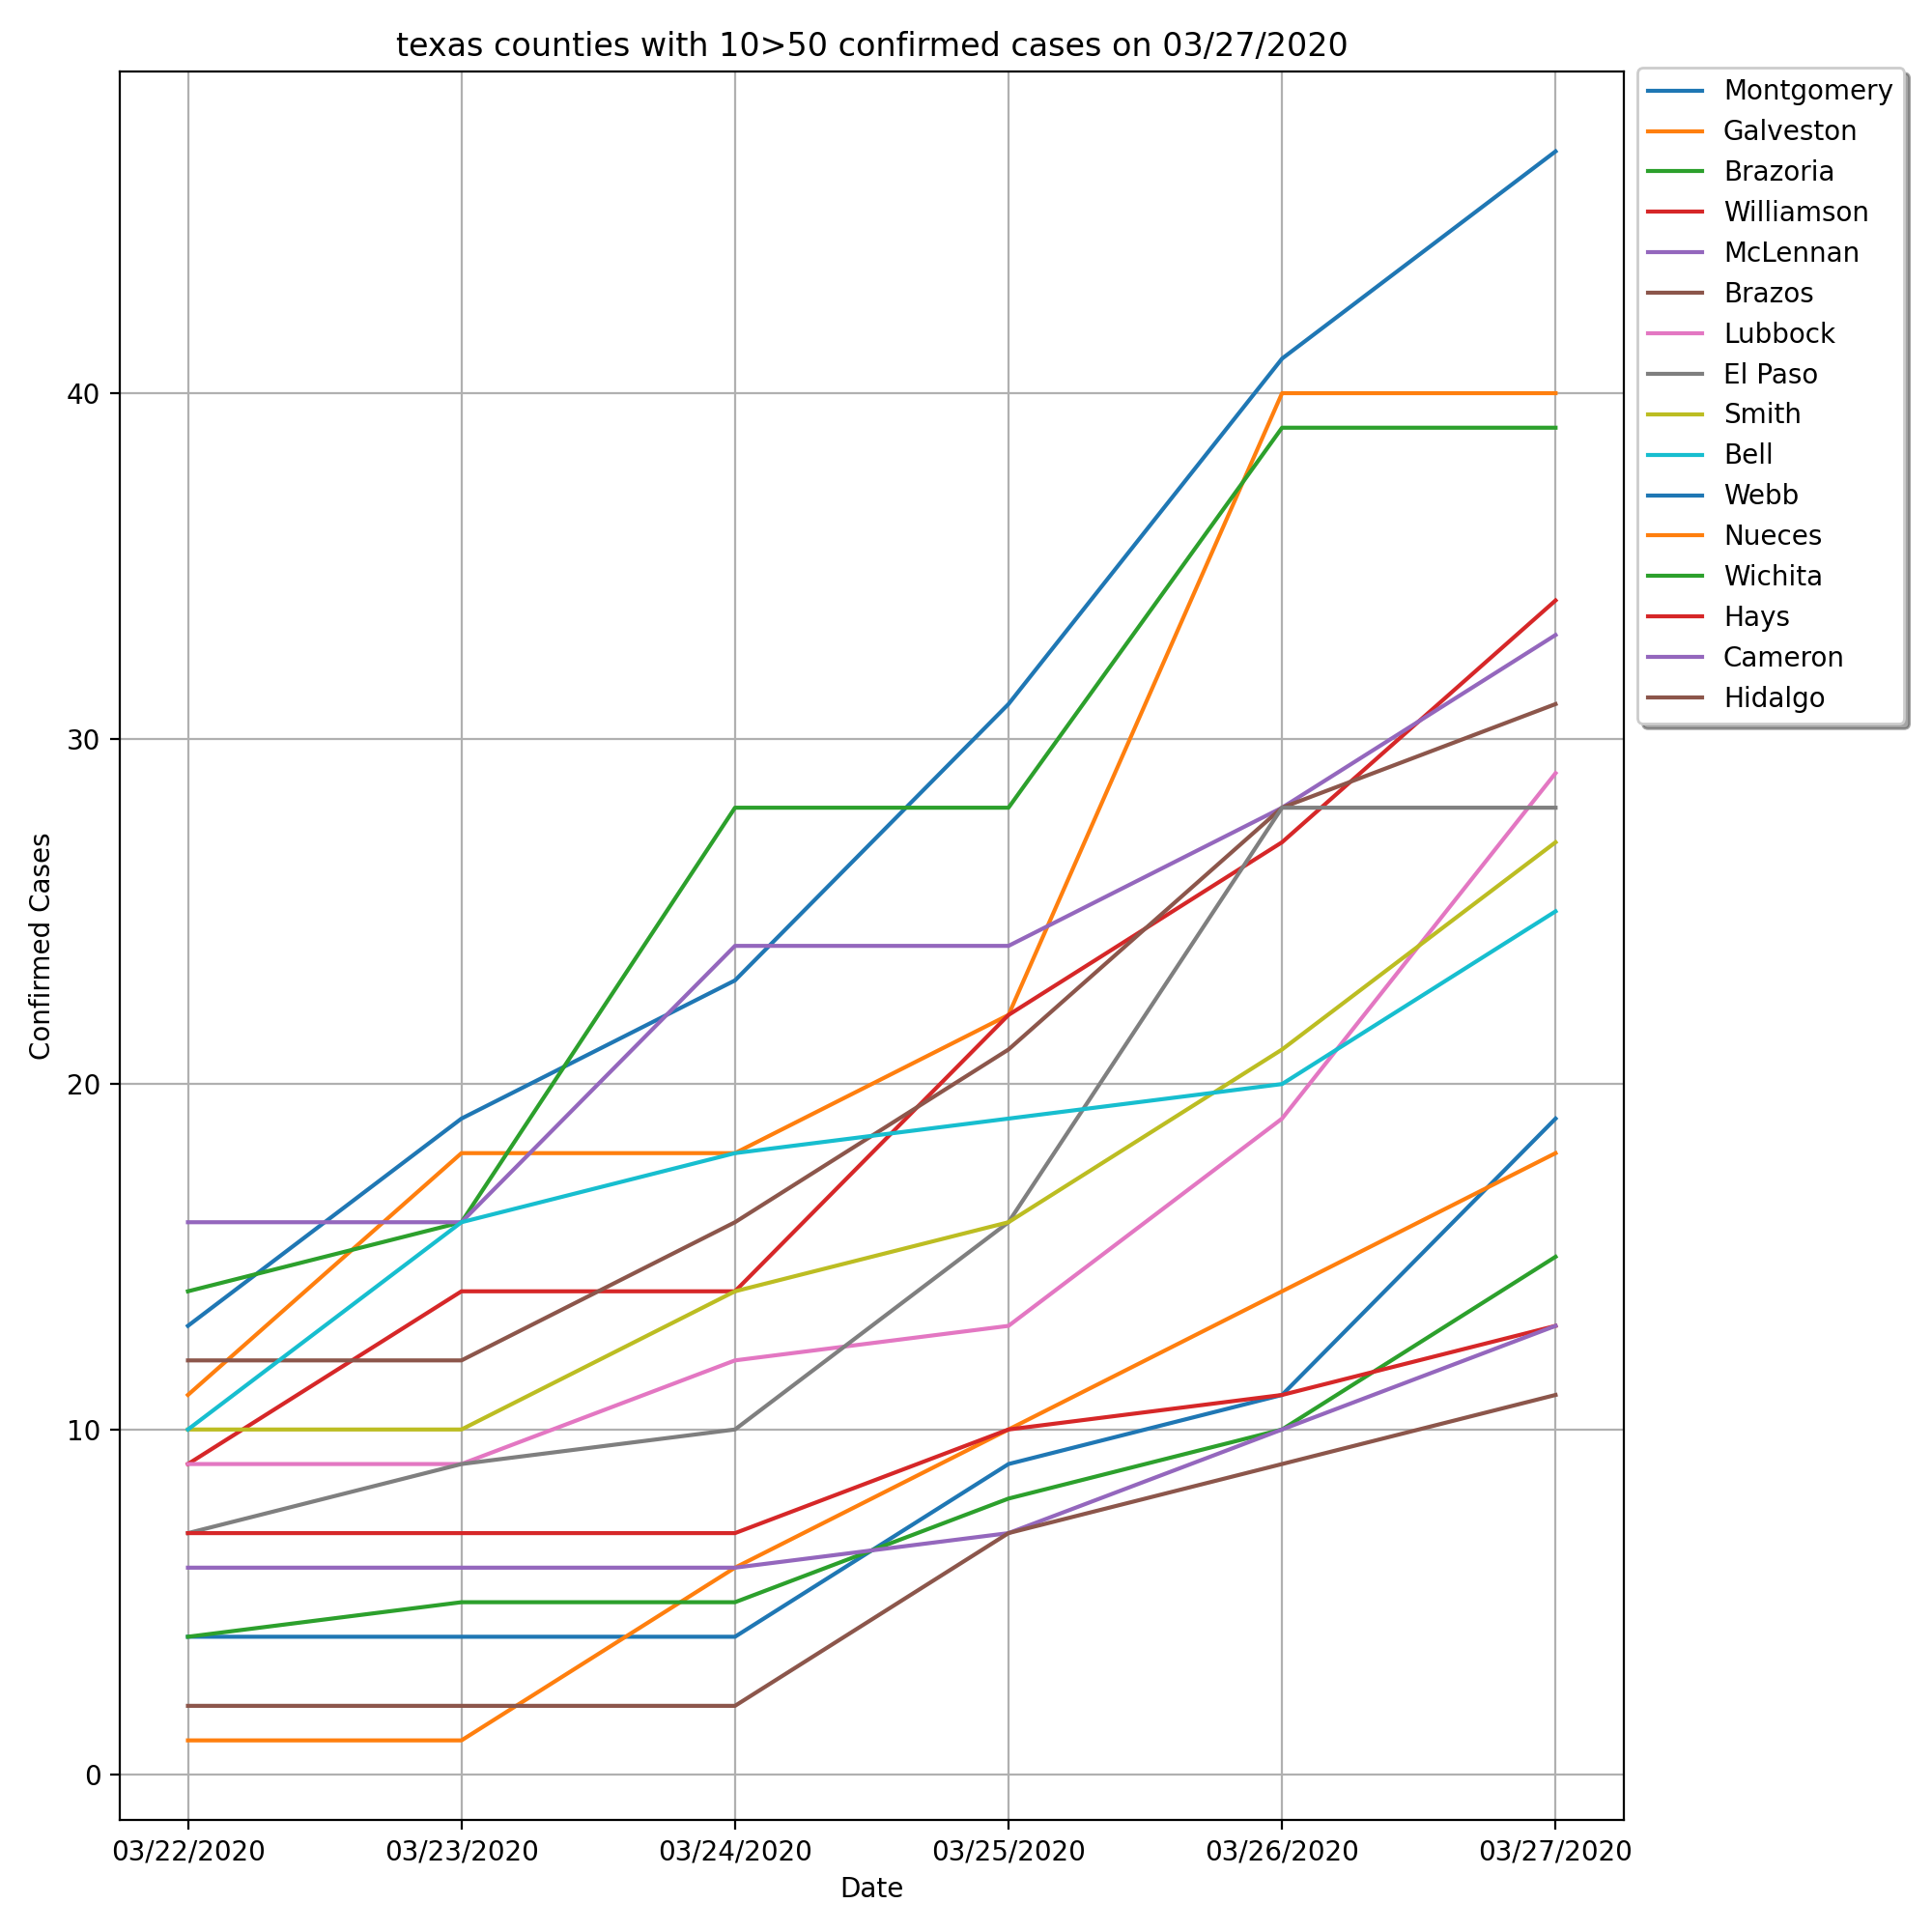 texas counties with 10>50 confirmed cases on 03/27/2020
Montgomery
Galveston
Brazoria
Williamson
McLennan
Brazos
Lubbock
El Paso
Smith
Bell
Webb
Nueces
Wichita
Hays
Cameron
Hidalgo
Confirmed Cases
40
30
20
10
0
03/22/2020 03/23/2020 03/24/2020 03/25/2020 03/26/2020 03/27/2020
Date